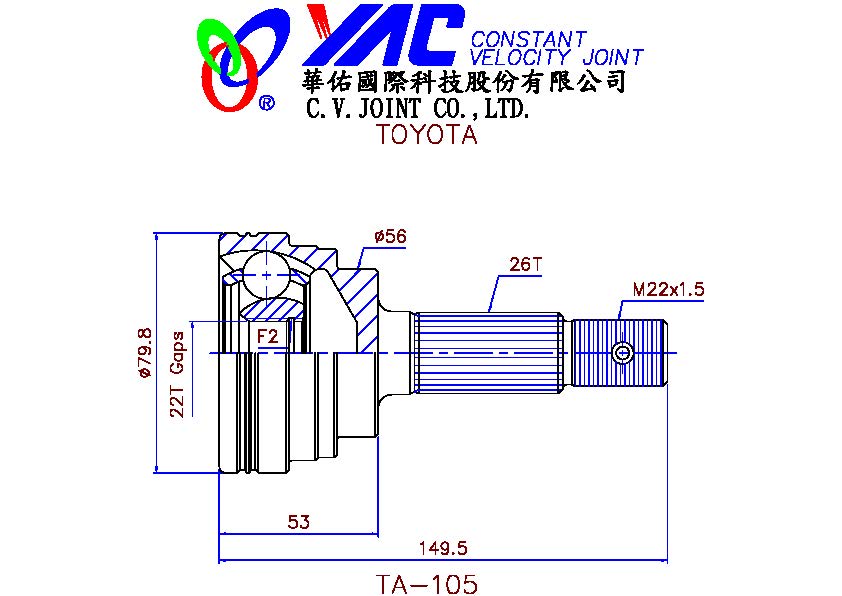 YAC CONSTANT
VELOCITY JOINT
®
華佑國際科技股份有限公司
C.V.JOINT CO.,LTD.
TOYOTA
ø56
26T
M22x1.5
F2
ø79.8
22T Gaps
53
149.5
TA-105